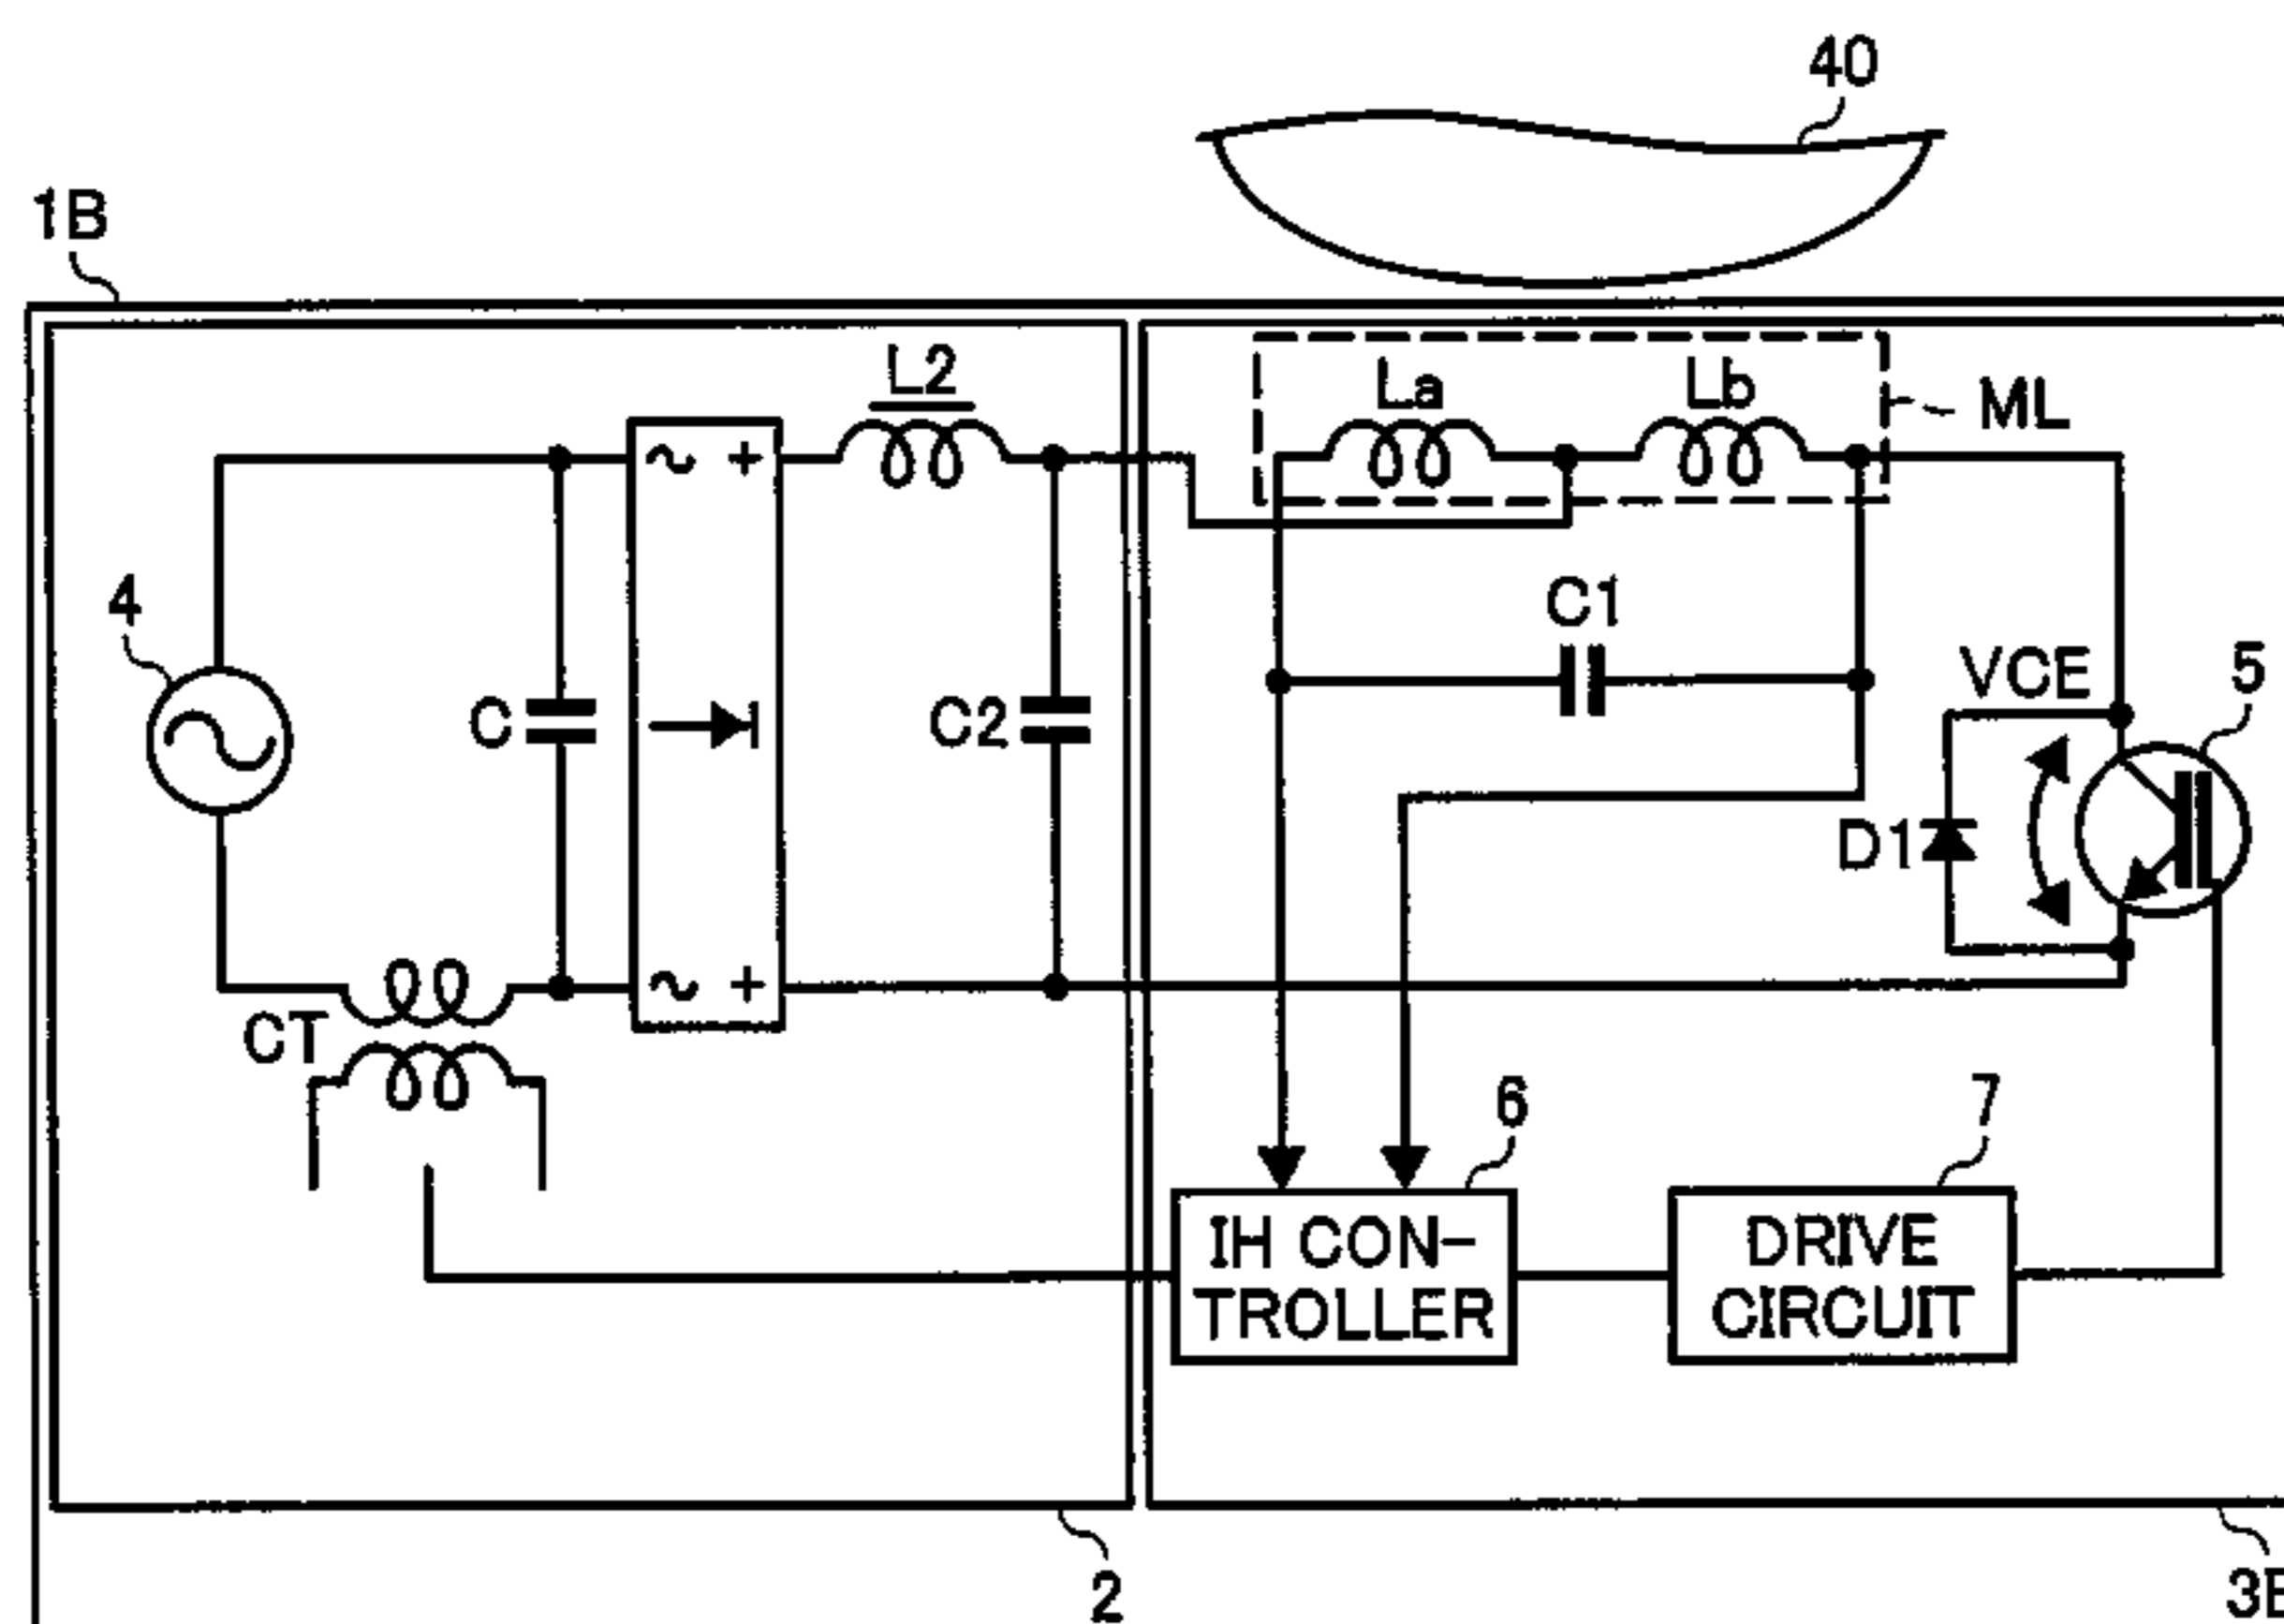 40
1B
L2
La
Lb
ML
~ +
4
C1
C
C2
VCE
5
D1
~ +
CT
6
7
IH CON-
TROLLER
DRIVE
CIRCUIT
2
3B